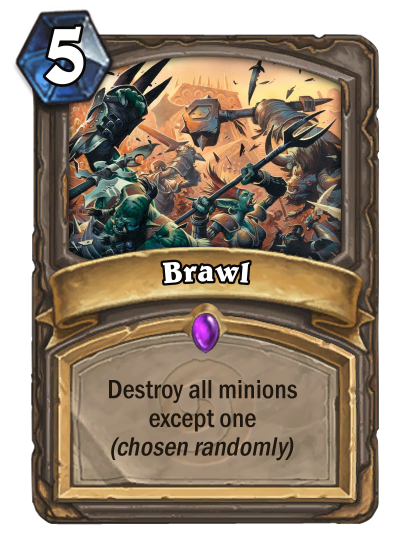 5
Brawl
Destroy all minions
except one
(chosen randomly)